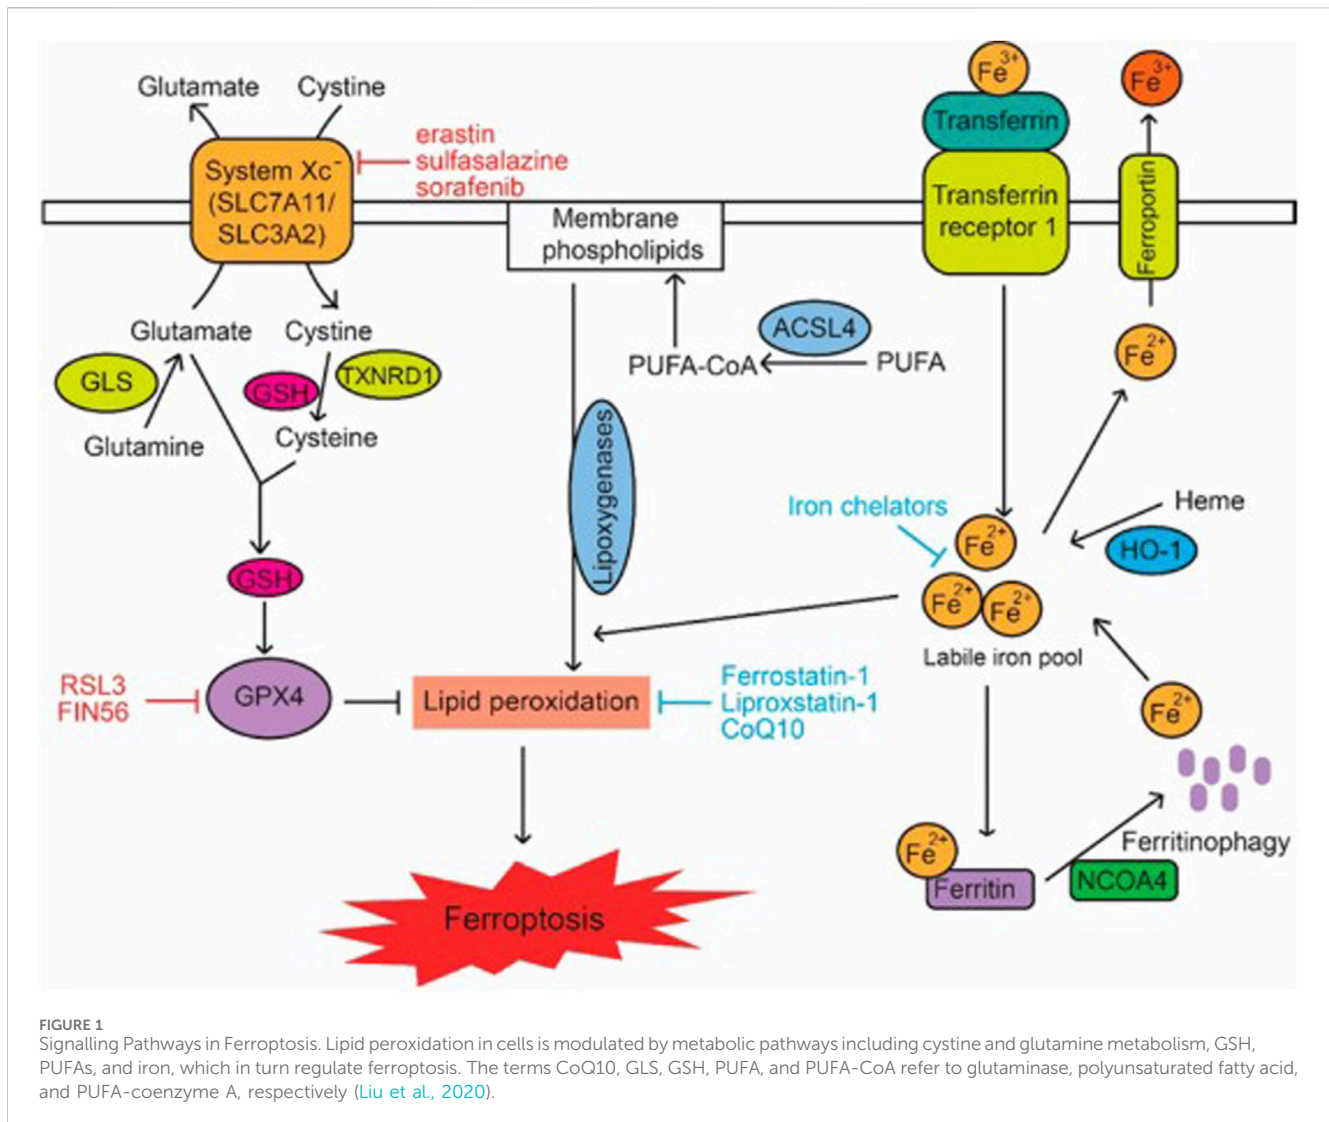 Glutamate
Cystine
erastin
sulfasalazine
sorafenib
System Xc⁻
(SLC7A11/
SLC3A2)
Membrane
phospholipids
Fe³⁺
Transferrin
Transferrin
receptor 1
Fe³⁺
Ferroportin
Fe²⁺
Glutamate
Cystine
GLS
GSH
TXNRD1
Glutamine
Cysteine
ACSL4
PUFA-CoA
PUFA
Lipoxygenases
Iron chelators
Heme
HO-1
Fe²⁺
Fe²⁺
Fe²⁺
Labile iron pool
GSH
RSL3
FIN56
GPX4
Lipid peroxidation
Ferrostatin-1
Liproxstatin-1
CoQ10
Fe²⁺
Ferritinophagy
Fe²⁺
Ferritin
NCOA4
Ferroptosis
FIGURE 1
Signalling Pathways in Ferroptosis. Lipid peroxidation in cells is modulated by metabolic pathways including cystine and glutamine metabolism, GSH,
PUFAs, and iron, which in turn regulate ferroptosis. The terms CoQ10, GLS, GSH, PUFA, and PUFA-CoA refer to glutaminase, polyunsaturated fatty acid,
and PUFA-coenzyme A, respectively (Liu et al., 2020).